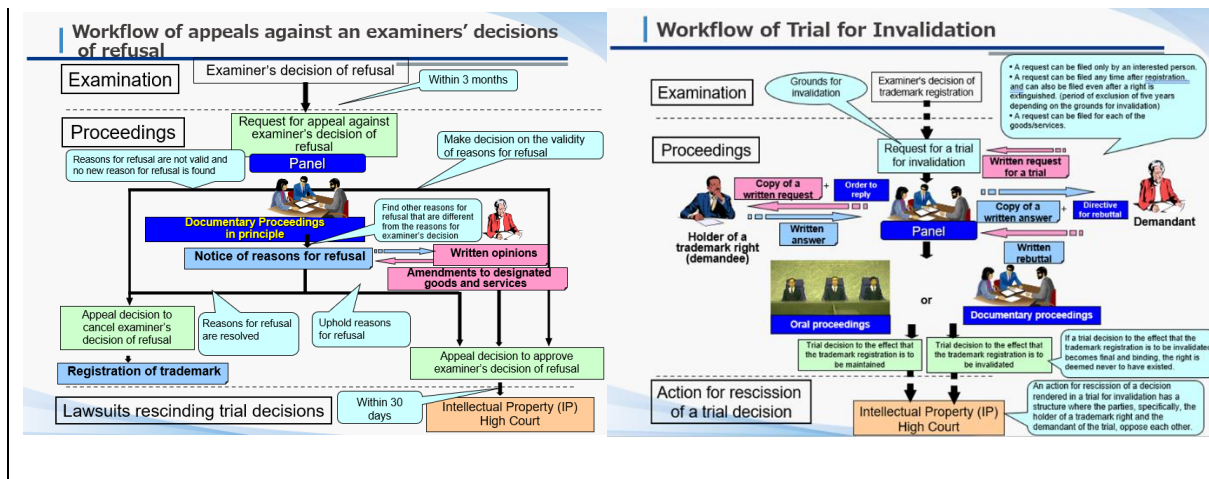 Workflow of appeals against an examiners' decisions
of refusal
Examination
Examiner's decision of refusal
Within 3 months
Proceedings
Request for appeal against
examiner's decision of
refusal
Make decision on the validity
of reasons for refusal
Reasons for refusal are not valid and
no new reason for refusal is found
Panel
Find other reasons for
refusal that are different
from the reasons for
examiner's decision
Documentary Proceedings
in principle
Notice of reasons for refusal
Written opinions
Amendments to designated
goods and services
Appeal decision to
cancel examiner's
decision of refusal
Reasons for refusal
are resolved
Uphold reasons
for refusal
Appeal decision to approve
examiner's decision of refusal
Registration of trademark
Lawsuits rescinding trial decisions
Within 30
days
Intellectual Property (IP)
High Court
Workflow of Trial for Invalidation
Examination
Grounds for
invalidation
Examiner's decision of
trademark registration
• A request can be filed only by an interested person.
• A request can be filed any time after registration,
and can also be filed even after a right is
extinguished. (period of exclusion of five years
depending on the grounds for invalidation)
• A request can be filed for each of the
goods/services.
Proceedings
Request for a trial
for invalidation
Written request
for a trial
Copy of a
written request
+
Order to
reply
Written
answer
Holder of a
trademark right
(demandee)
Panel
Copy of a
written answer
+
Directive
for rebuttal
Written
rebuttal
Demandant
Oral proceedings
or
Documentary proceedings
Trial decision to the effect that
the trademark registration is to
be maintained
Trial decision to the effect that
the trademark registration is to
be invalidated
If a trial decision to the effect that the
trademark registration is to be invalidated
becomes final and binding, the right is
deemed never to have existed.
Action for rescission
of a trial decision
Intellectual Property (IP)
High Court
An action for rescission of a decision
rendered in a trial for invalidation has a
structure where the parties, specifically, the
holder of a trademark right and the
demandant of the trial, oppose each other.